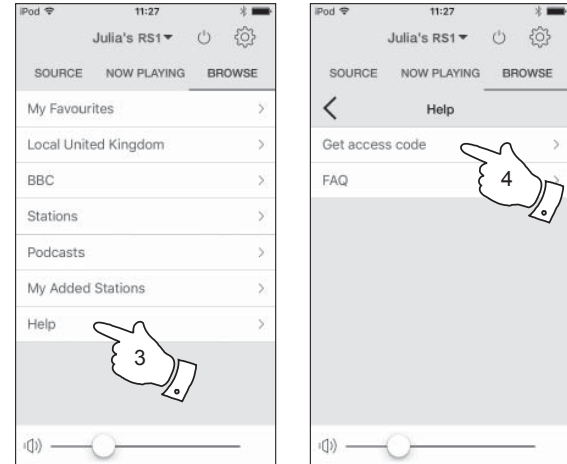 iPod 11:27
Julia's RS1
SOURCE NOW PLAYING BROWSE
My Favourites
Local United Kingdom
BBC
Stations
Podcasts
My Added Stations
Help
3
iPod 11:27
Julia's RS1
SOURCE NOW PLAYING BROWSE
Help
Get access code
FAQ
4